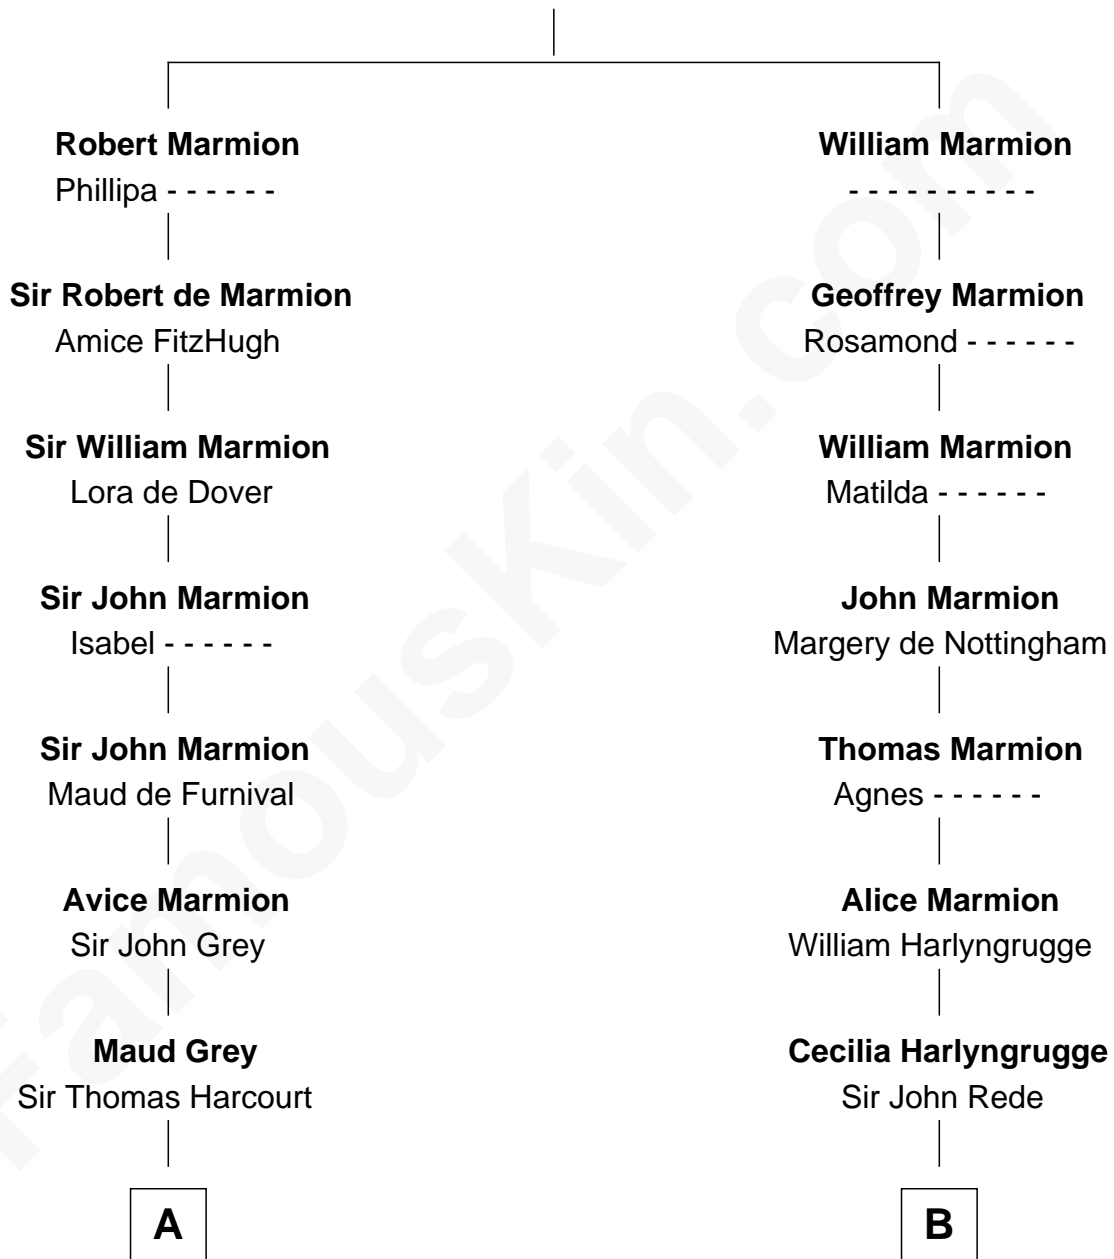 Robert Marmion
Phillipa - - - - - -
Sir Robert de Marmion
Amice FitzHugh
Sir William Marmion
Lora de Dover
Sir John Marmion
Isabel - - - - - -
Sir John Marmion
Maud de Furnival
Avice Marmion
Sir John Grey
Maud Grey
Sir Thomas Harcourt
A
William Marmion
- - - - - - - - - -
Geoffrey Marmion
Rosamond - - - - - -
William Marmion
Matilda - - - - - -
John Marmion
Margery de Nottingham
Thomas Marmion
Agnes - - - - - -
Alice Marmion
William Harlyngrugge
Cecilia Harlyngrugge
Sir John Rede
B
FamousKin.com